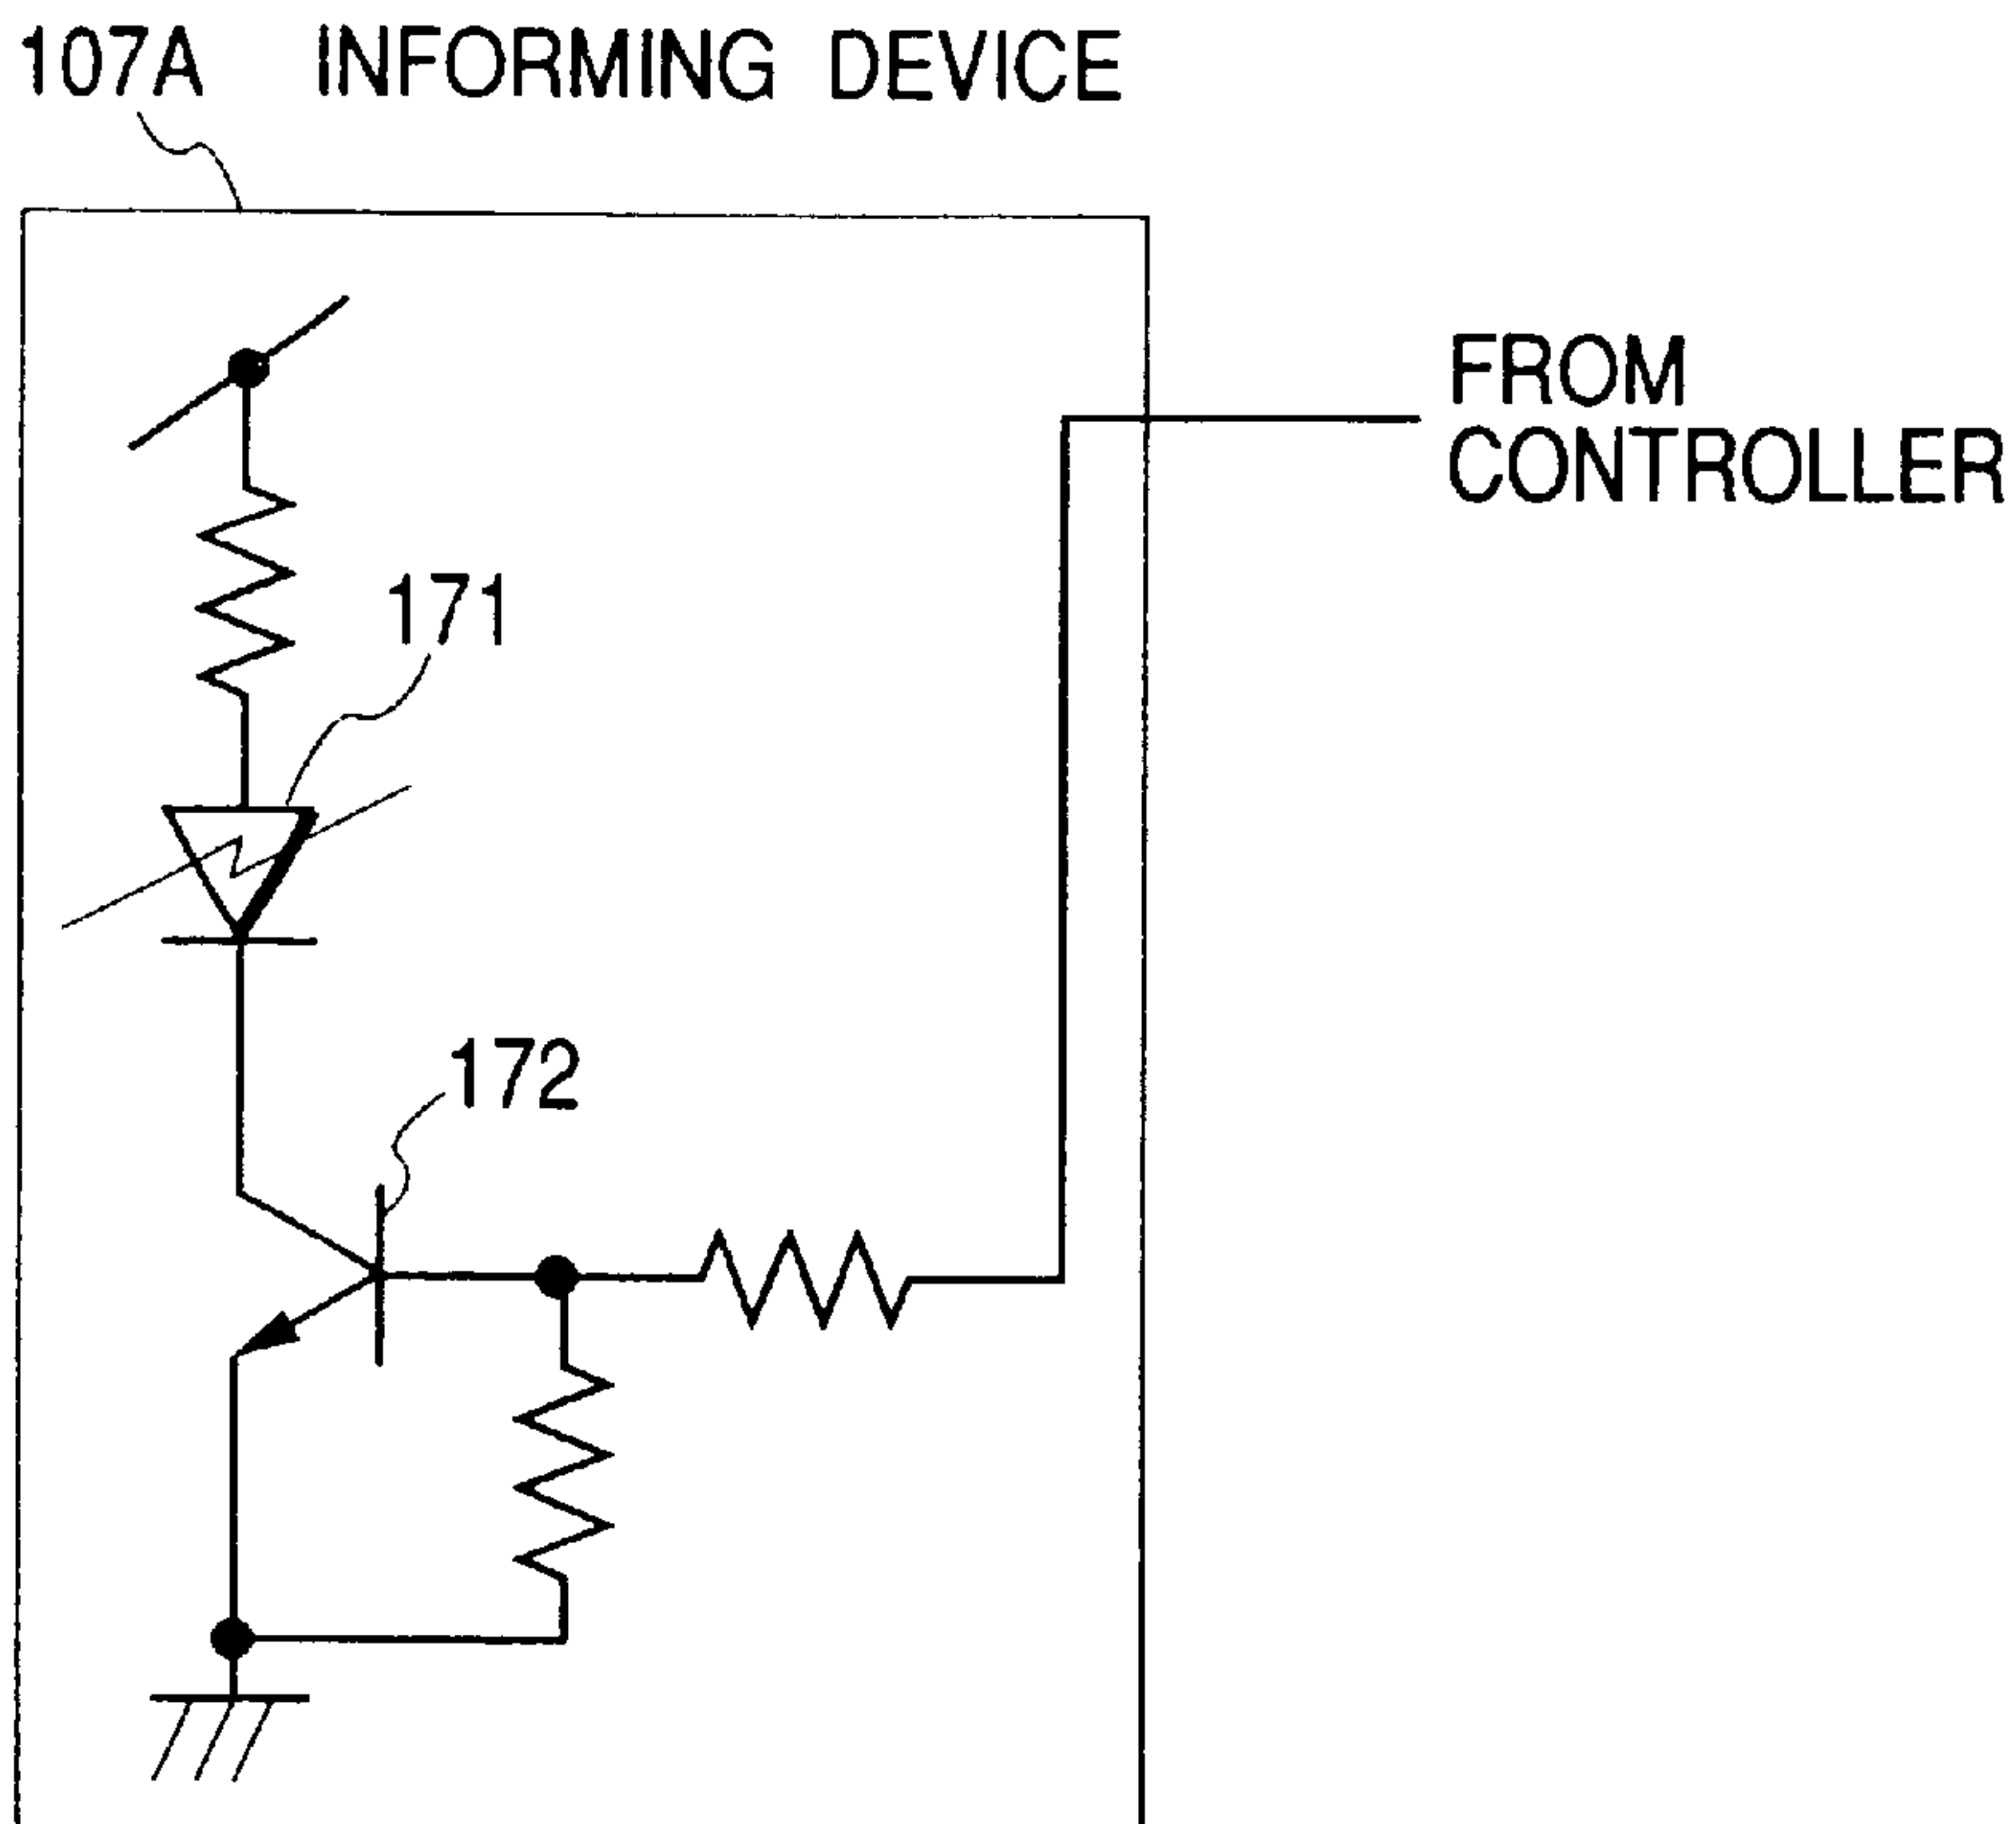 107A INFORMING DEVICE
FROM
CONTROLLER
171
172